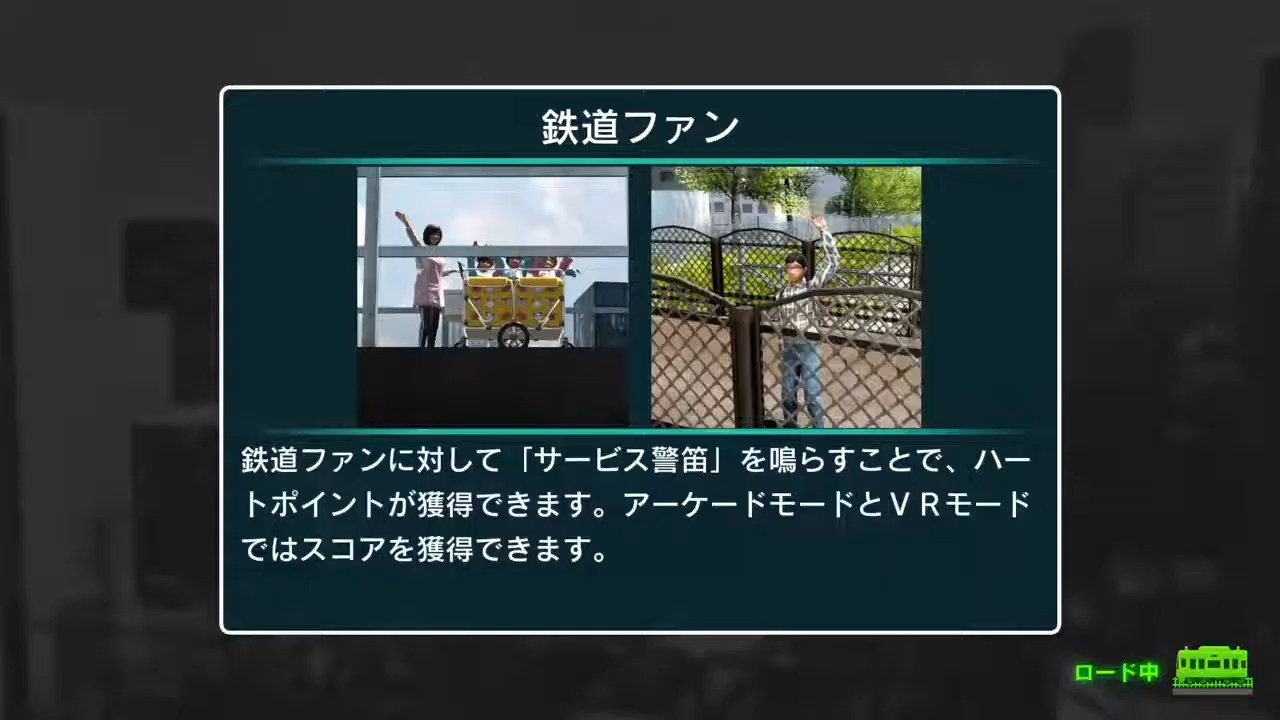 鉄道ファン
鉄道ファンに対して「サービス警笛」を鳴らすことで、ハー
トポイントが獲得できます。アーケードモードとＶＲモード
ではスコアを獲得できます。
ロード中